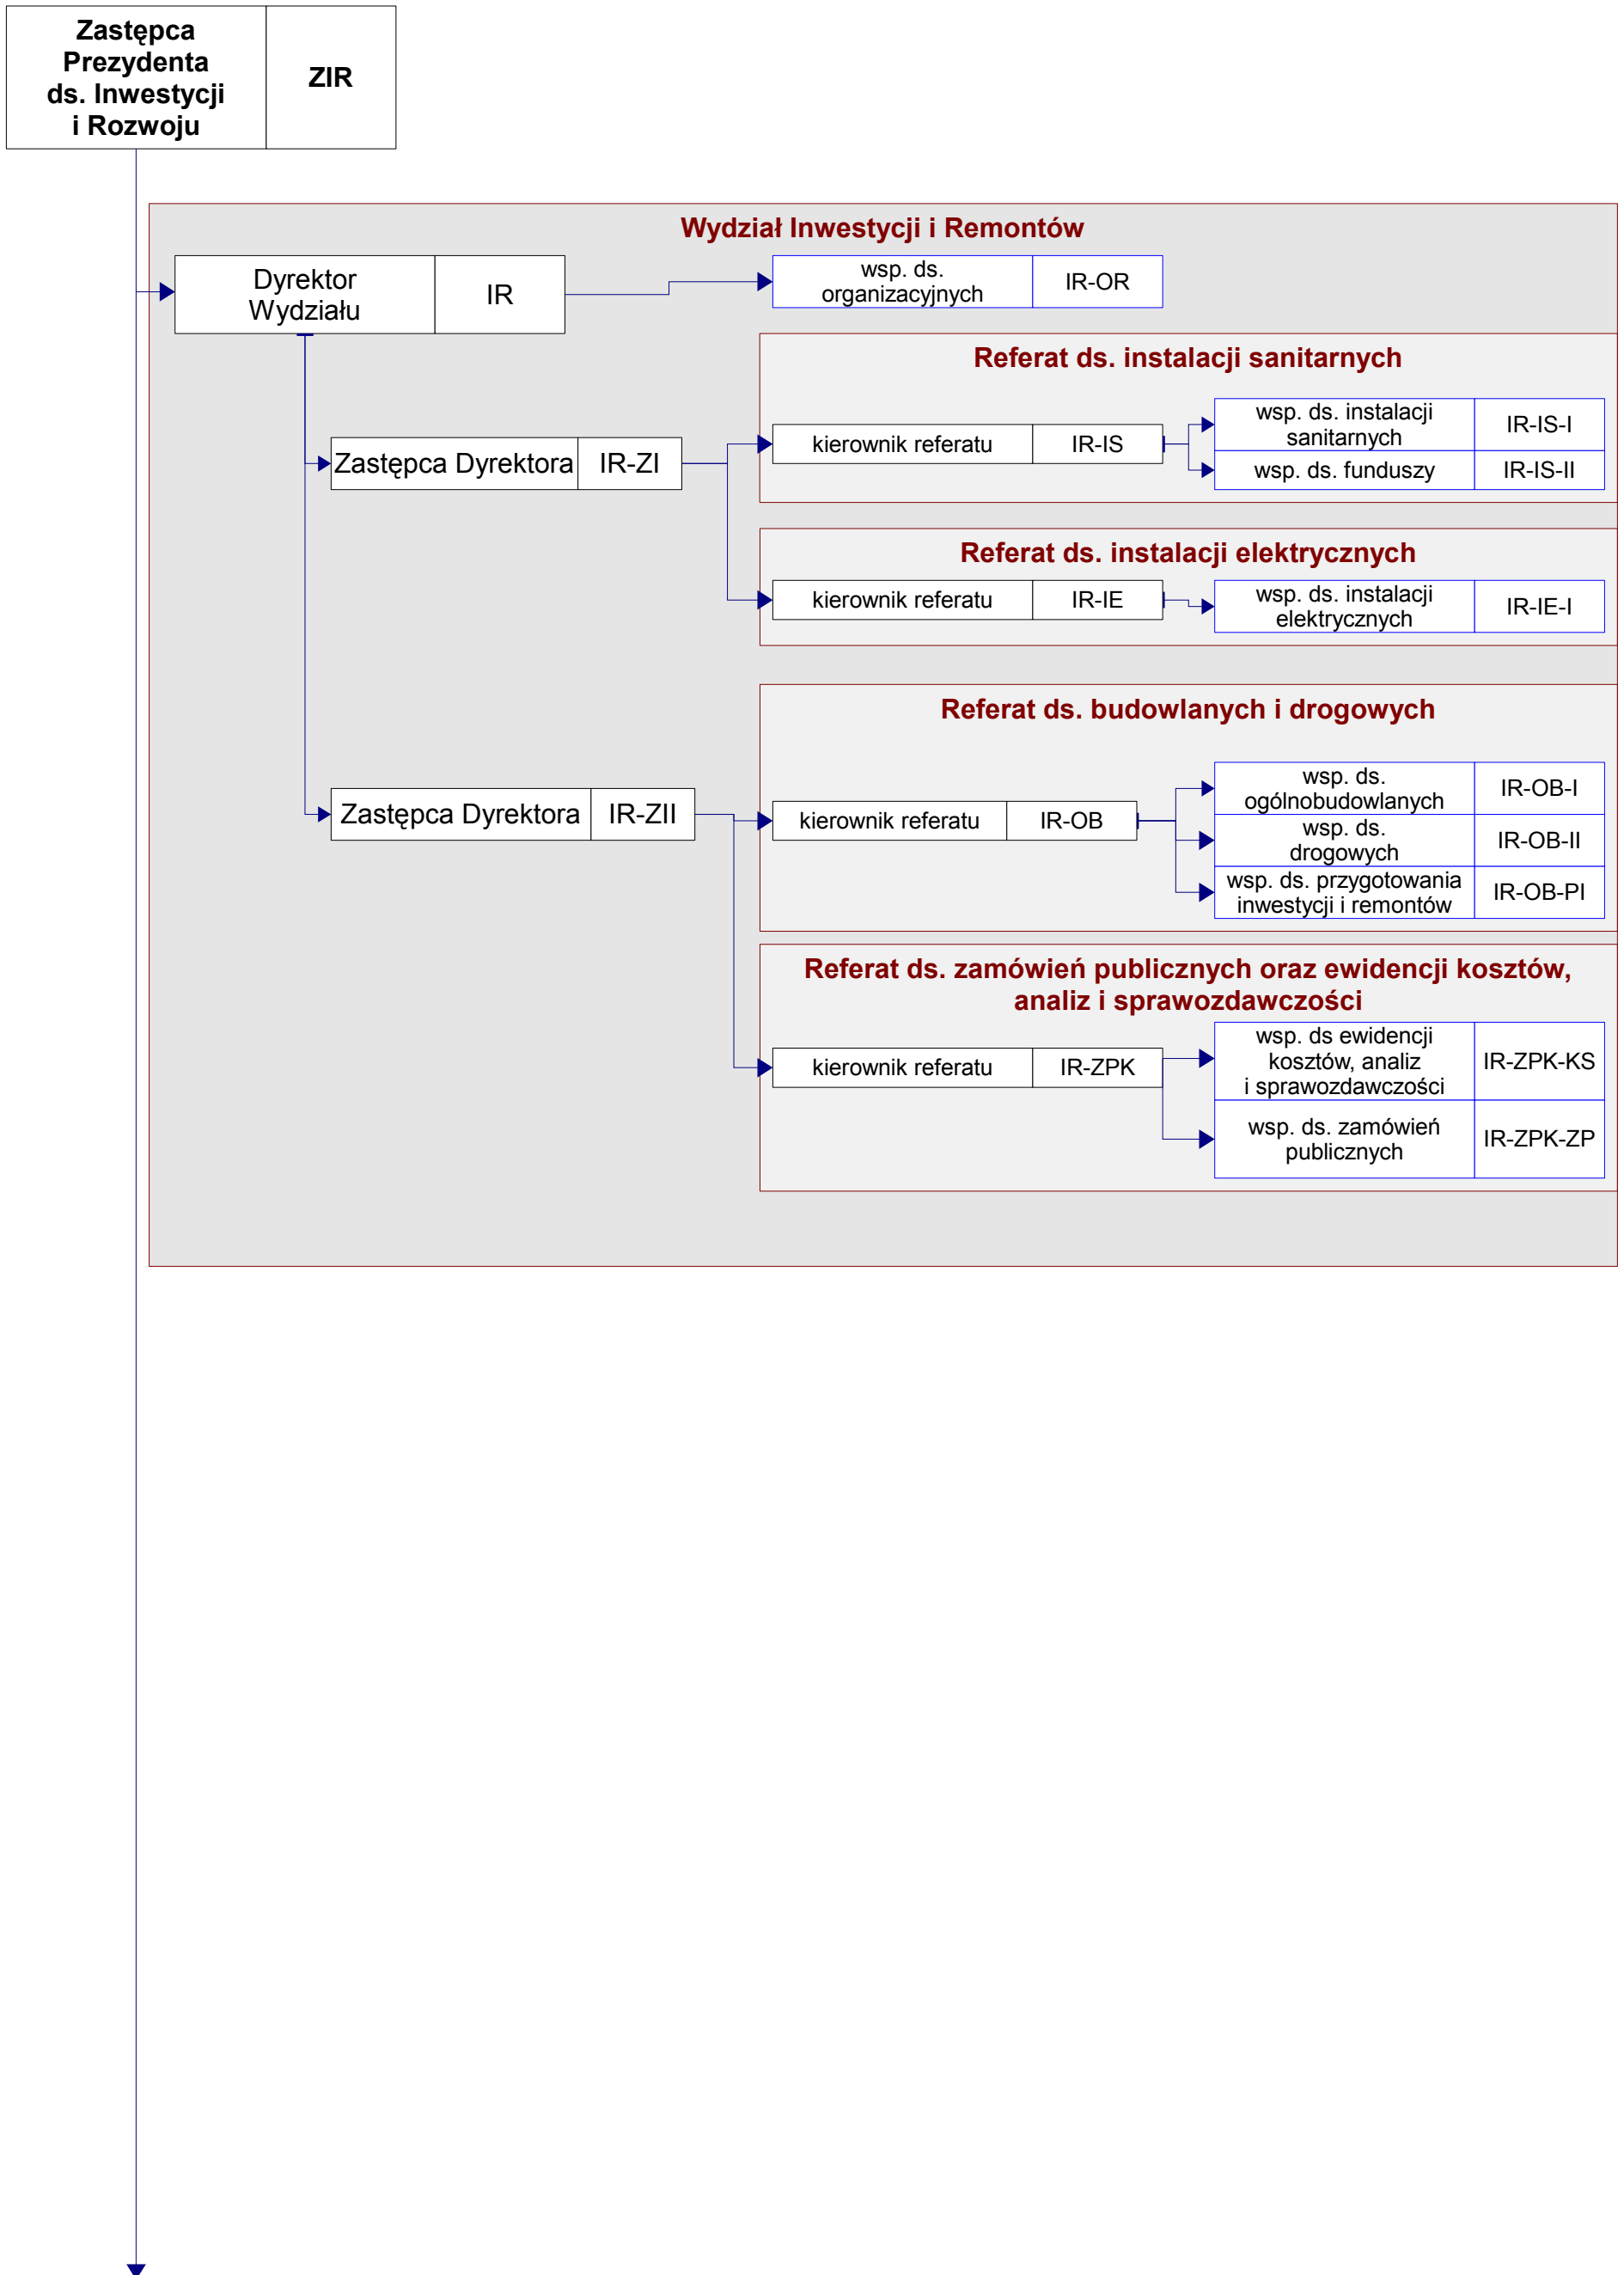 Zastępca
Prezydenta
ds. Inwestycji
i Rozwoju
ZIR
Wydział Inwestycji i Remontów
Dyrektor
Wydziału
IR
wsp. ds.
organizacyjnych
IR-OR
Referat ds. instalacji sanitarnych
Zastępca Dyrektora
IR-ZI
kierownik referatu
IR-IS
wsp. ds. instalacji
sanitarnych
IR-IS-I
wsp. ds. funduszy
IR-IS-II
Referat ds. instalacji elektrycznych
kierownik referatu
IR-IE
wsp. ds. instalacji
elektrycznych
IR-IE-I
Referat ds. budowlanych i drogowych
Zastępca Dyrektora
IR-ZII
kierownik referatu
IR-OB
wsp. ds.
ogólnobudowlanych
IR-OB-I
wsp. ds.
drogowych
IR-OB-II
wsp. ds. przygotowania
inwestycji i remontów
IR-OB-PI
Referat ds. zamówień publicznych oraz ewidencji kosztów,
analiz i sprawozdawczości
kierownik referatu
IR-ZPK
wsp. ds ewidencji
kosztów, analiz
i sprawozdawczości
IR-ZPK-KS
wsp. ds. zamówień
publicznych
IR-ZPK-ZP